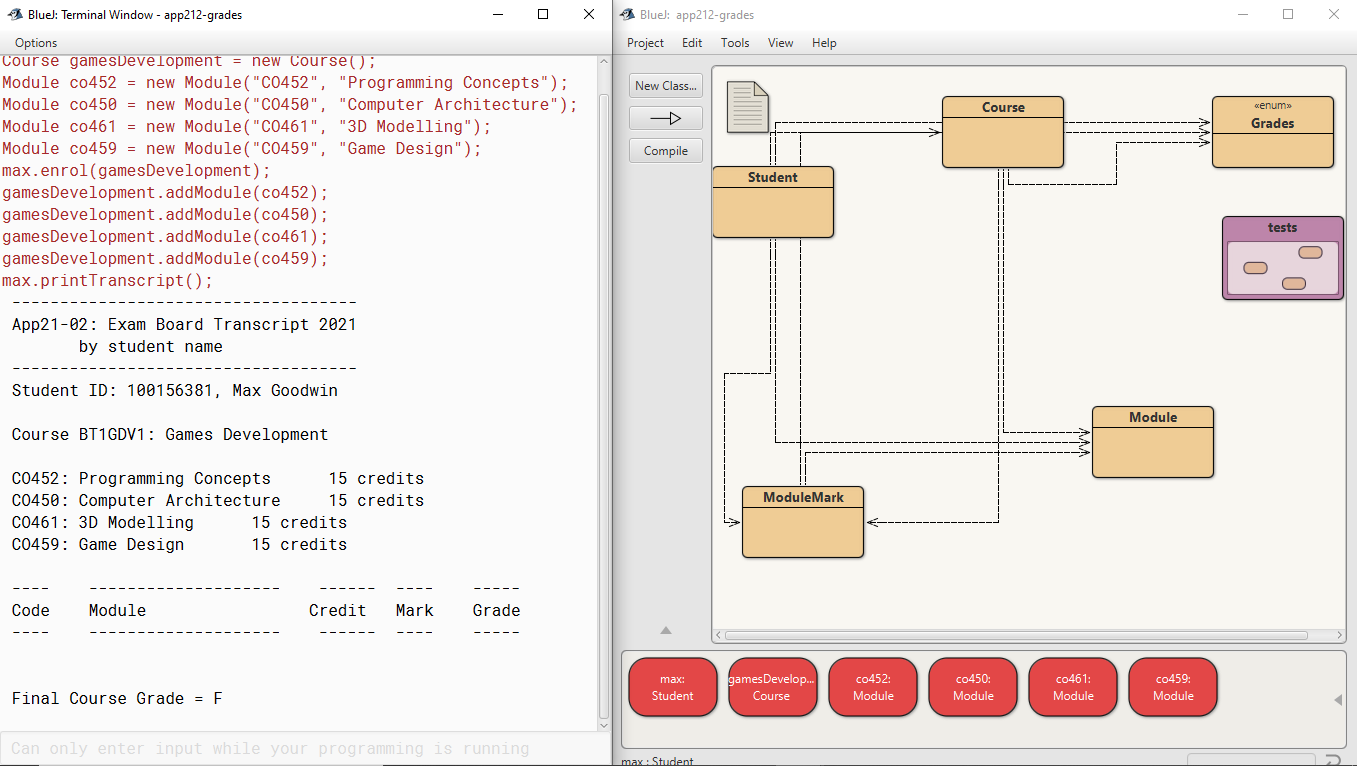 BlueJ: Terminal Window - app212-grades
Options
Course gamesDevelopment = new Course();
Module co452 = new Module("CO452", "Programming Concepts");
Module co450 = new Module("CO450", "Computer Architecture");
Module co461 = new Module("CO461", "3D Modelling");
Module co459 = new Module("CO459", "Game Design");
max.enrol(gamesDevelopment);
gamesDevelopment.addModule(co452);
gamesDevelopment.addModule(co450);
gamesDevelopment.addModule(co461);
gamesDevelopment.addModule(co459);
max.printTranscript();
------------------------------------
App21-02: Exam Board Transcript 2021
by student name
------------------------------------
Student ID: 100156381, Max Goodwin
Course BT1GDV1: Games Development
CO452: Programming Concepts 15 credits
CO450: Computer Architecture 15 credits
CO461: 3D Modelling 15 credits
CO459: Game Design 15 credits
---- -------------------- ------ ---- -----
Code Module Credit Mark Grade
---- -------------------- ------ ---- -----
Final Course Grade = F
Can only enter input while your programming is running
BlueJ: app212-grades
Project Edit Tools View Help
New Class...
Compile
Course
«enum»
Grades
Student
tests
Module
ModuleMark
max:
Student
gamesDevelop...
Course
co452:
Module
co450:
Module
co461:
Module
co459:
Module
max : Student